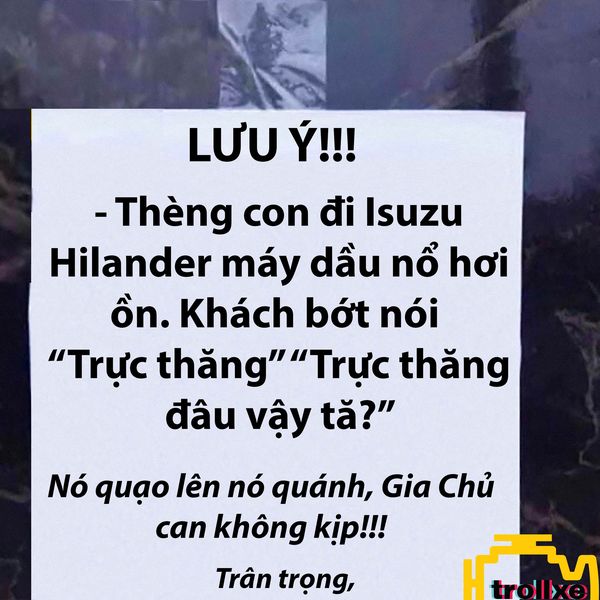 LƯU Ý!!!
- Thèng con đi Isuzu
Hilander máy dầu nổ hơi
ồn. Khách bớt nói
“Trực thăng” “Trực thăng
đâu vậy tă?”
Nó quạo lên nó quánh, Gia Chủ
can không kịp!!!
Trân trọng,
trollxe